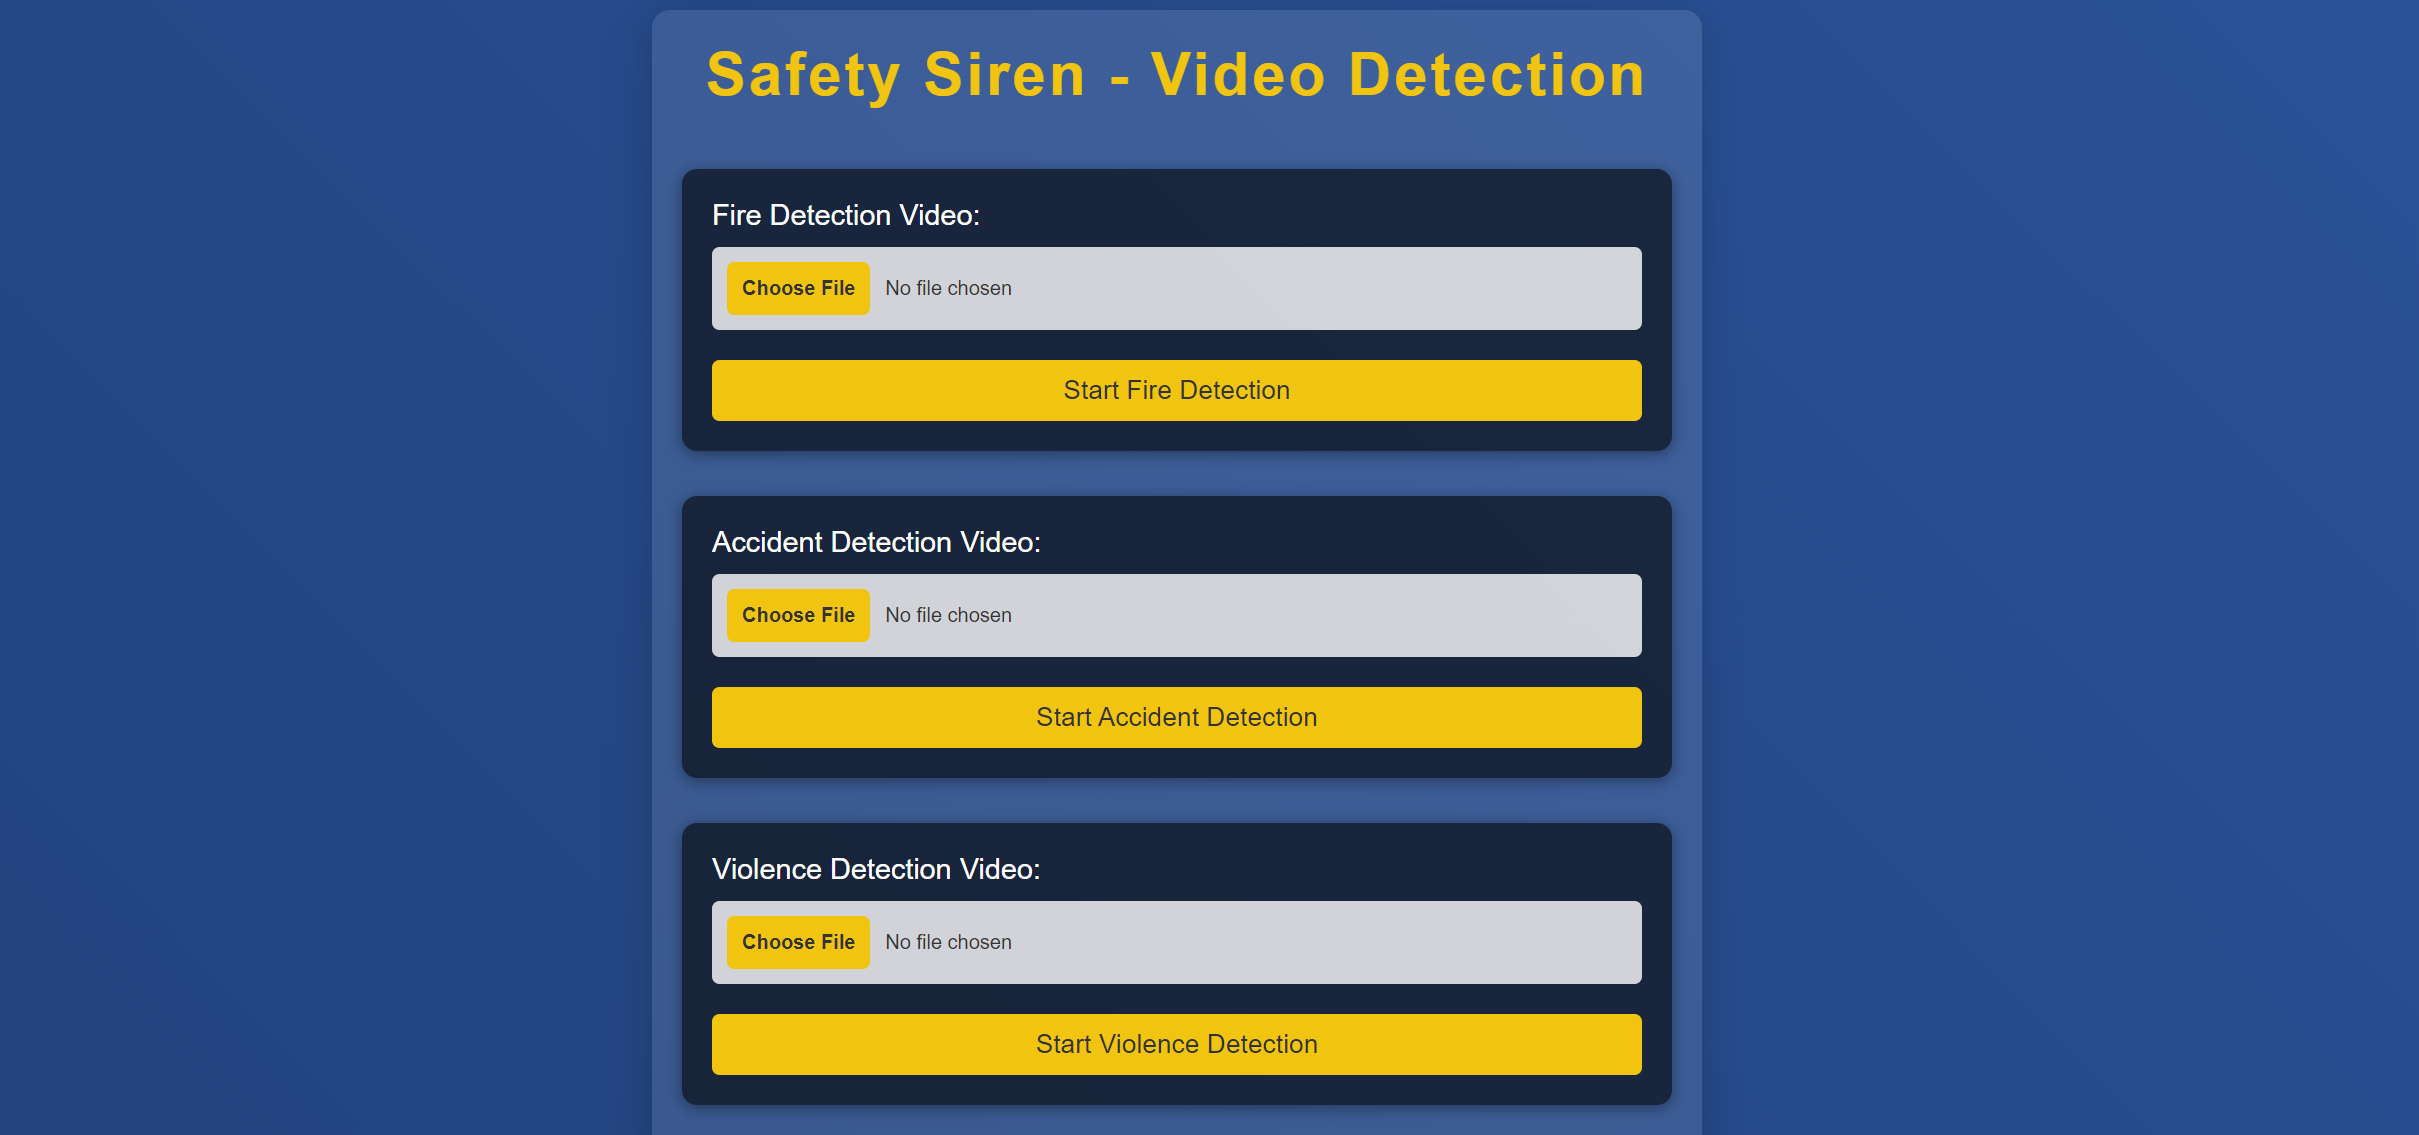 Safety Siren - Video Detection
Fire Detection Video:
Choose File No file chosen
Start Fire Detection
Accident Detection Video:
Choose File No file chosen
Start Accident Detection
Violence Detection Video:
Choose File No file chosen
Start Violence Detection